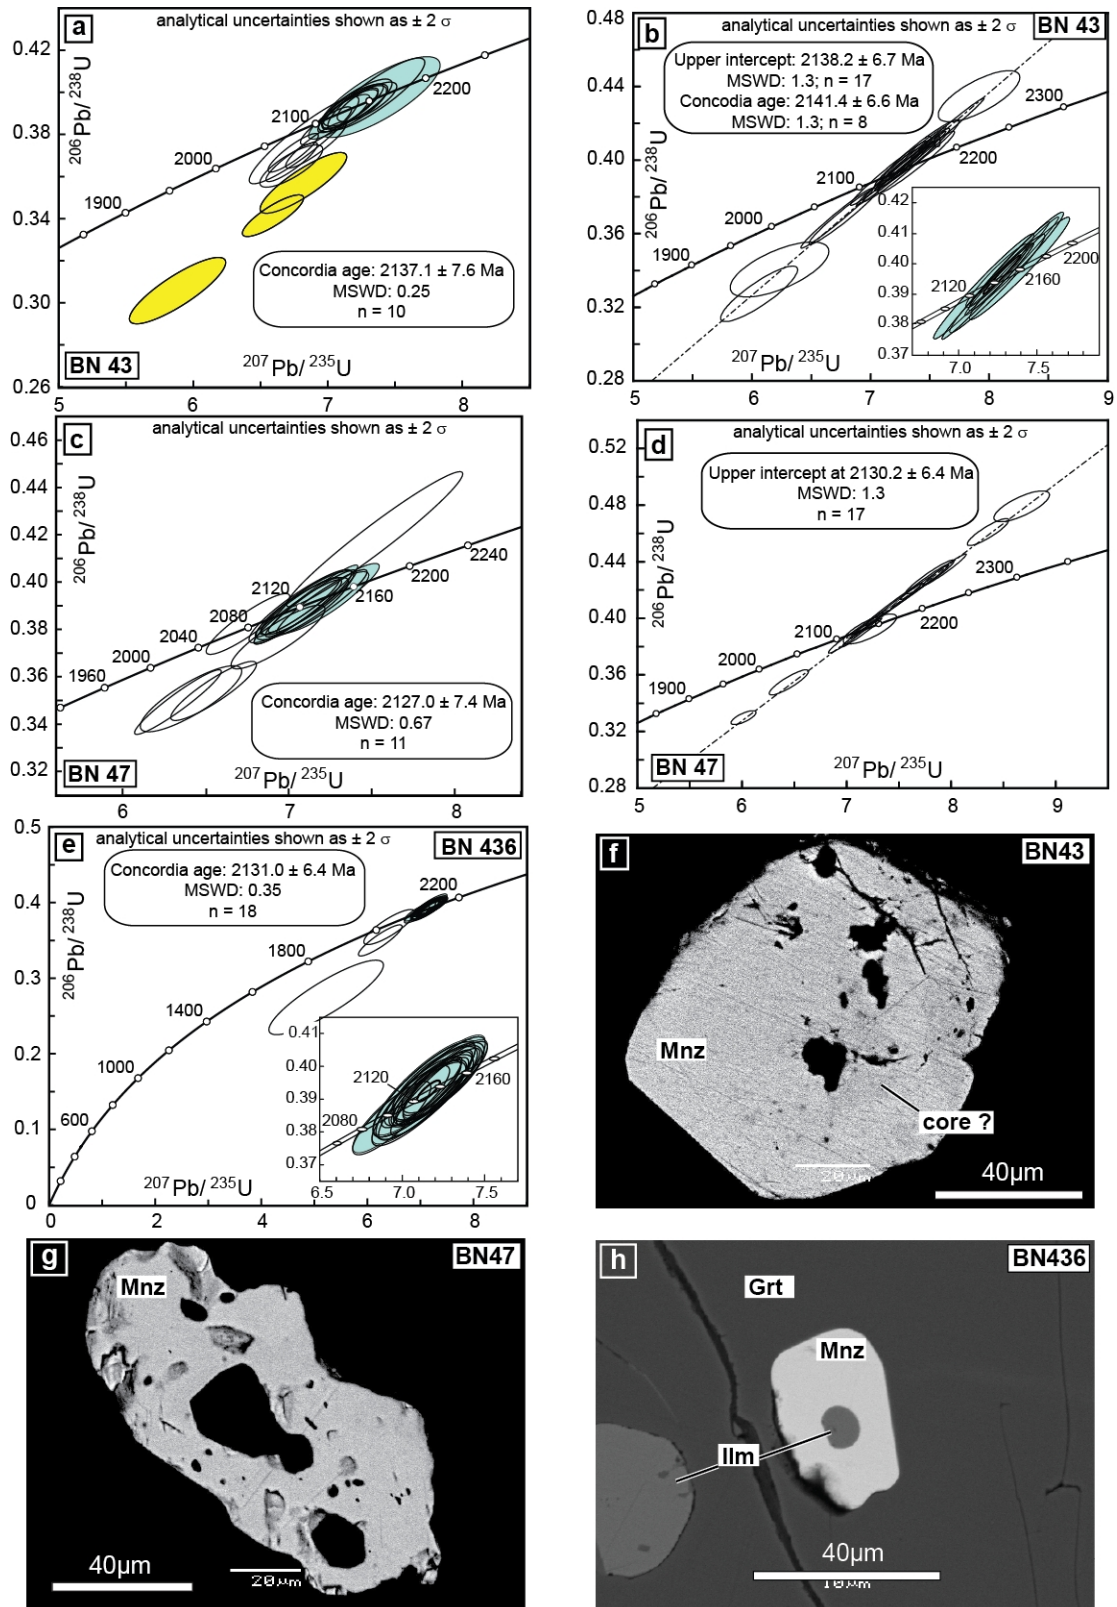 a
analytical uncertainties shown as ± 2 σ
0.42
0.38
0.34
0.30
0.26
206Pb/ 238U
1900
2000
2100
2200
Concordia age: 2137.1 ± 7.6 Ma
MSWD: 0.25
n = 10
BN 43
207Pb/ 235U
5
6
7
8
b
analytical uncertainties shown as ± 2 σ
BN 43
0.48
0.44
0.40
0.36
0.32
0.28
206Pb/ 238U
Upper intercept: 2138.2 ± 6.7 Ma
MSWD: 1.3; n = 17
Concodia age: 2141.4 ± 6.6 Ma
MSWD: 1.3; n = 8
1900
2000
2100
2200
2300
0.42
0.41
0.40
0.39
0.38
0.37
2120
2160
2200
7.0
7.5
207Pb/ 235U
5
6
7
8
9
c
analytical uncertainties shown as ± 2 σ
0.46
0.44
0.42
0.40
0.38
0.36
0.34
0.32
206Pb/ 238U
1960
2000
2040
2080
2120
2160
2200
2240
Concordia age: 2127.0 ± 7.4 Ma
MSWD: 0.67
n = 11
BN 47
207Pb/ 235U
6
7
8
d
analytical uncertainties shown as ± 2 σ
0.52
0.48
0.44
0.40
0.36
0.32
0.28
206Pb/ 238U
Upper intercept at 2130.2 ± 6.4 Ma
MSWD: 1.3
n = 17
1900
2000
2100
2200
2300
BN 47
207Pb/ 235U
5
6
7
8
9
e
analytical uncertainties shown as ± 2 σ
BN 436
0.5
0.4
0.3
0.2
0.1
0
206Pb/ 238U
Concordia age: 2131.0 ± 6.4 Ma
MSWD: 0.35
n = 18
600
1000
1400
1800
2200
0.41
0.40
0.39
0.38
0.37
2080
2120
2160
6.5
7.0
7.5
207Pb/ 235U
0
2
4
6
8
f
BN43
Mnz
core ?
20µm
40µm
g
BN47
Mnz
40µm
20µm
h
BN436
Grt
Mnz
Ilm
40µm
10µm